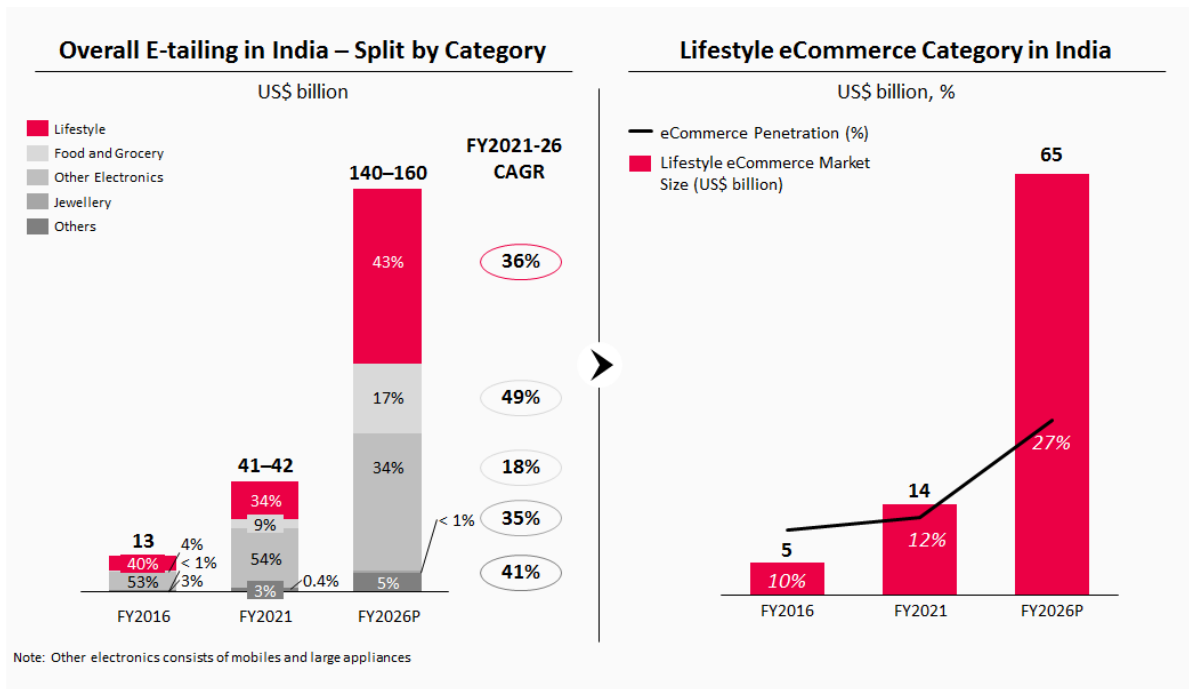 Overall E-tailing in India – Split by Category
US$ billion
Lifestyle
Food and Grocery
Other Electronics
Jewellery
Others
FY2021-26
CAGR
140–160
43%
36%
17%
49%
34%
18%
< 1%
35%
5%
41%
41–42
34%
9%
54%
0.4%
3%
13
4%
40%
< 1%
53%
3%
FY2016
FY2021
FY2026P
Note: Other electronics consists of mobiles and large appliances
Lifestyle eCommerce Category in India
US$ billion, %
eCommerce Penetration (%)
Lifestyle eCommerce Market
Size (US$ billion)
65
27%
14
12%
5
10%
FY2016
FY2021
FY2026P